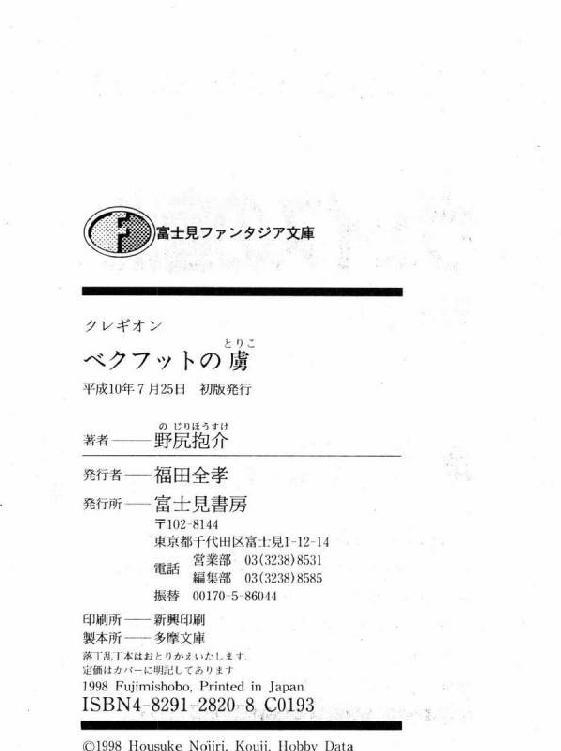 富士見ファンタジア文庫
クレギオン
とりこ
ベクフットの虜
平成10年7月25日 初版発行
のじりほうすけ
著者──野尻抱介
発行者──福田全孝
発行所──富士見書房
〒102-8144
東京都千代田区富士見1-12-14
電話 営業部 03(3238)8531
編集部 03(3238)8585
振替 00170-5-86044
印刷所──新興印刷
製本所──多摩文庫
落丁乱丁本はおとりかえいたします
定価はカバーに明記してあります
1998 Fujimishobo, Printed in Japan
ISBN4-8291-2820-8 C0193
©1998 Housuke Nojiri, Kouji, Hobby Data